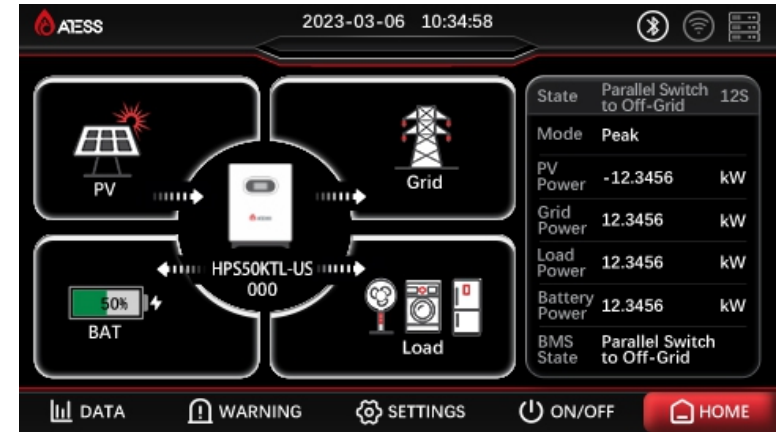 ATESS
2023-03-06 10:34:58
PV
Grid
HPS50KTL-US
000
50%
BAT
Load
State Parallel Switch to Off-Grid 12S
Mode Peak
PV Power -12.3456 kW
Grid Power 12.3456 kW
Load Power 12.3456 kW
Battery Power 12.3456 kW
BMS State Parallel Switch to Off-Grid
DATA WARNING SETTINGS ON/OFF HOME